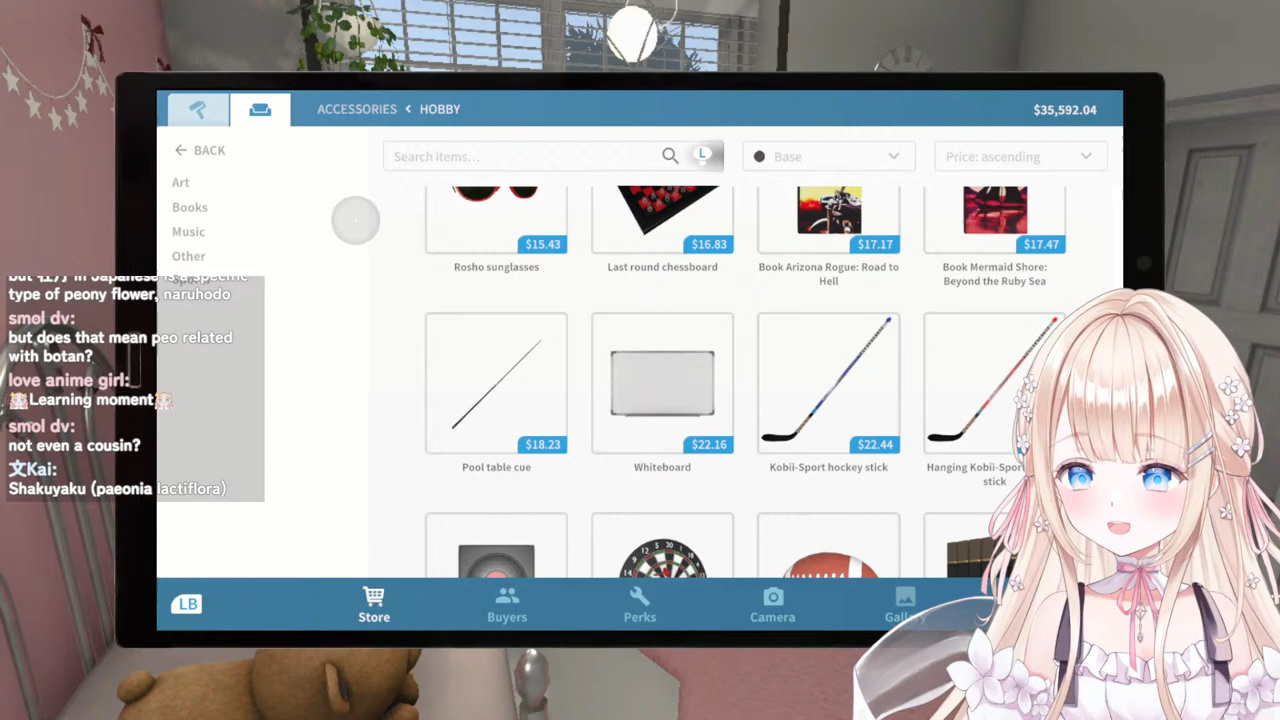 ACCESSORIES < HOBBY
$35,592.04
← BACK
Search items...
L
Base
Price: ascending
Art
Books
Music
Other
$15.43
Rosho sunglasses
$16.83
Last round chessboard
$17.17
Book Arizona Rogue: Road to
Hell
$17.47
Book Mermaid Shore:
Beyond the Ruby Sea
type of peony flower, naruhodo
smol dv:
but does that mean peo related
with botan?
love anime girl:
Learning moment
smol dv:
not even a cousin?
文Kai:
Shakuyaku (paeonia lactiflora)
$18.23
Pool table cue
$22.16
Whiteboard
$22.44
Kobii-Sport hockey stick
Hanging Kobii-Sport
stick
LB
Store
Buyers
Perks
Camera
Gallery